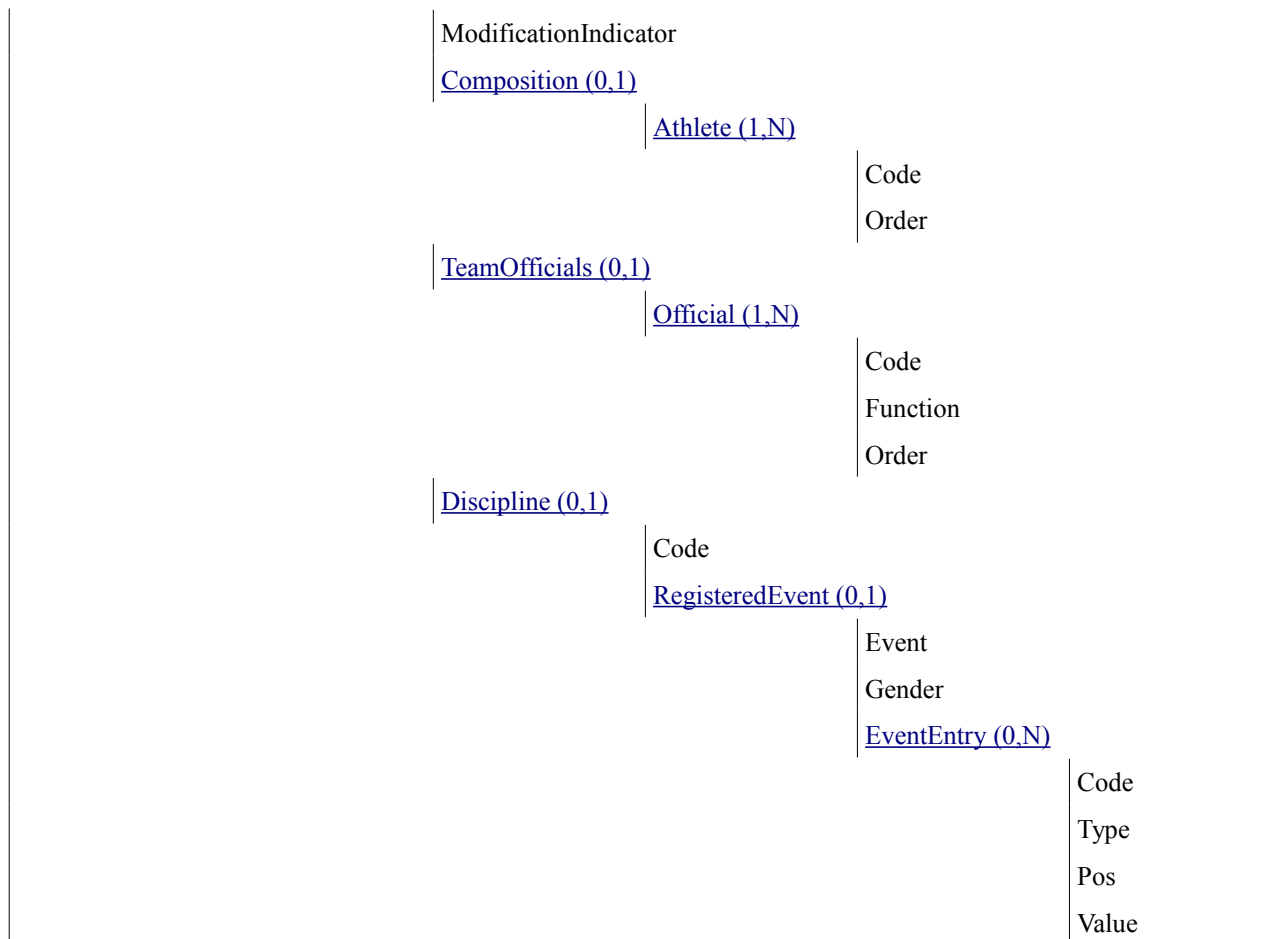 ModificationIndicator
Composition (0,1)
Athlete (1,N)
Code
Order
TeamOfficials (0,1)
Official (1,N)
Code
Function
Order
Discipline (0,1)
Code
RegisteredEvent (0,1)
Event
Gender
EventEntry (0,N)
Code
Type
Pos
Value